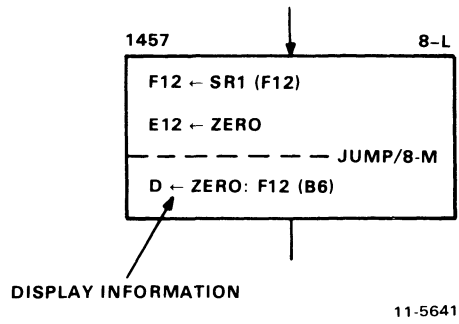 1457 8-L
F12 ← SR1 (F12)
E12 ← ZERO
JUMP/8-M
D ← ZERO: F12 (B6)
DISPLAY INFORMATION
11-5641